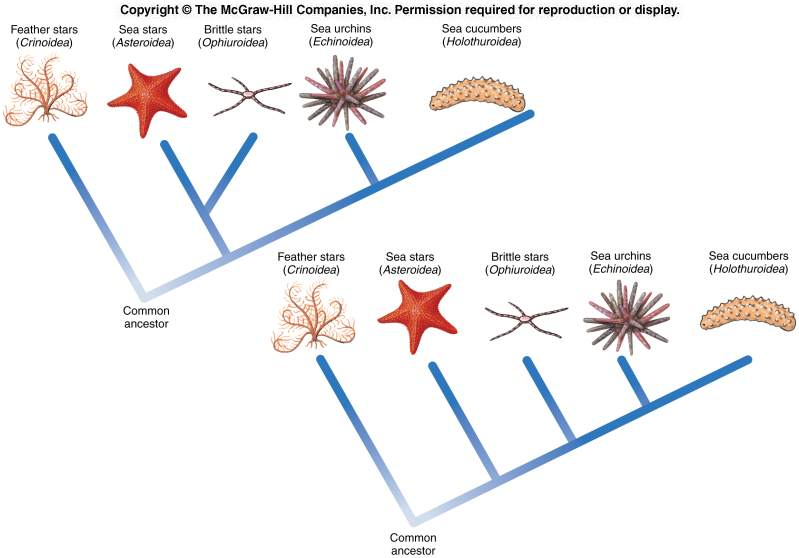 Copyright © The McGraw-Hill Companies, Inc. Permission required for reproduction or display.
Feather stars
(Crinoidea)
Sea stars
(Asteroidea)
Brittle stars
(Ophiuroidea)
Sea urchins
(Echinoidea)
Sea cucumbers
(Holothuroidea)
Common
ancestor
Feather stars
(Crinoidea)
Sea stars
(Asteroidea)
Brittle stars
(Ophiuroidea)
Sea urchins
(Echinoidea)
Sea cucumbers
(Holothuroidea)
Common
ancestor